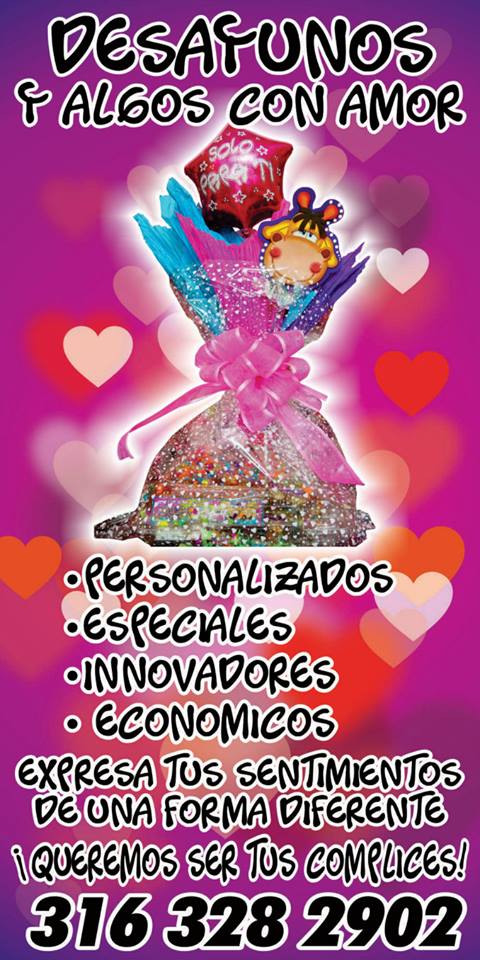 DESAYUNOS
Y ALGOS CON AMOR
SOLO
PARA TI
•PERSONALIZADOS
•ESPECIALES
•INNOVADORES
• ECONOMICOS
EXPRESA TUS SENTIMIENTOS
DE UNA FORMA DIFERENTE
¡QUEREMOS SER TUS COMPLICES!
316 328 2902